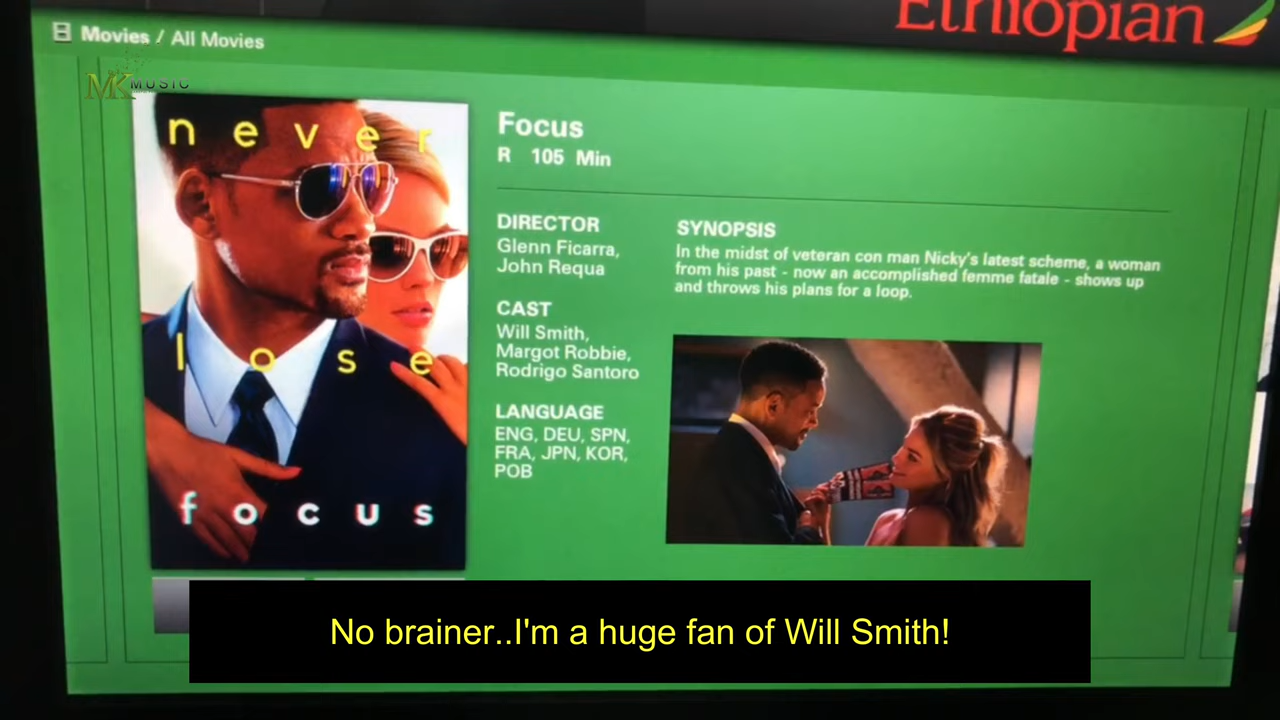 Movies / All Movies
Ethiopian
MK MUSIC
never
lose
focus
Focus
R 105 Min
DIRECTOR
Glenn Ficarra,
John Requa
CAST
Will Smith,
Margot Robbie,
Rodrigo Santoro
LANGUAGE
ENG, DEU, SPN,
FRA, JPN, KOR,
POB
SYNOPSIS
In the midst of veteran con man Nicky's latest scheme, a woman
from his past - now an accomplished femme fatale - shows up
and throws his plans for a loop.
No brainer..I'm a huge fan of Will Smith!